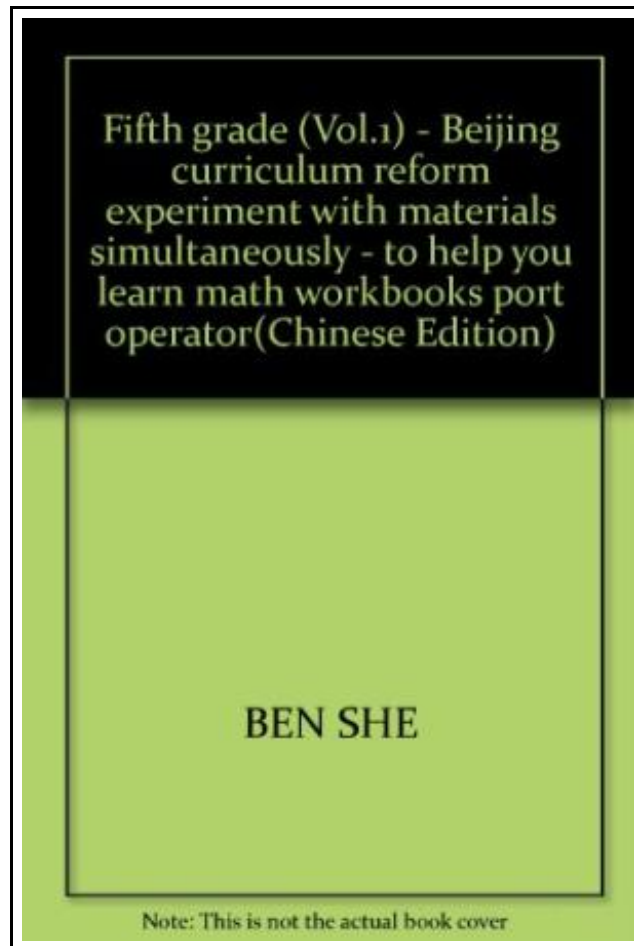 Fifth grade (Vol.1) - Beijing
curriculum reform
experiment with materials
simultaneously - to help you
learn math workbooks port
operator(Chinese Edition)
BEN SHE
Note: This is not the actual book cover